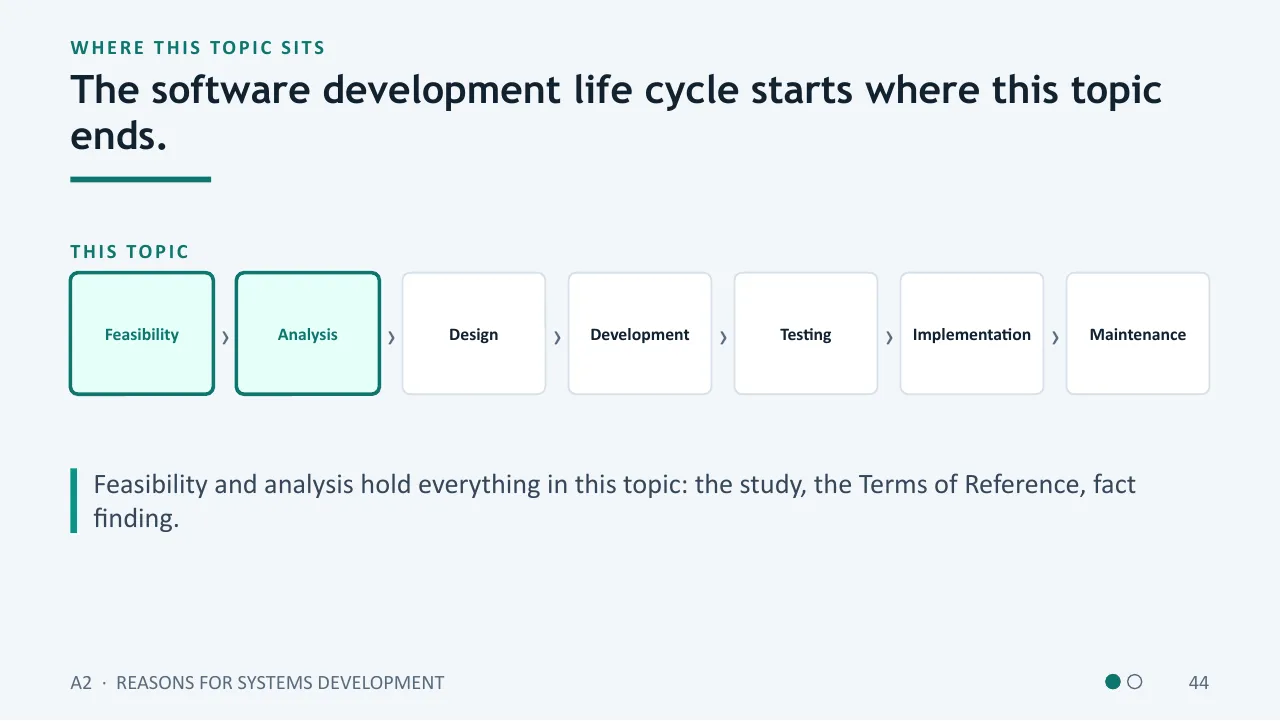 WHERE THIS TOPIC SITS
The software development life cycle starts where this topic
ends.
THIS TOPIC
Feasibility › Analysis › Design › Development › Testing › Implementation › Maintenance
Feasibility and analysis hold everything in this topic: the study, the Terms of Reference, fact
finding.
A2 · REASONS FOR SYSTEMS DEVELOPMENT
44